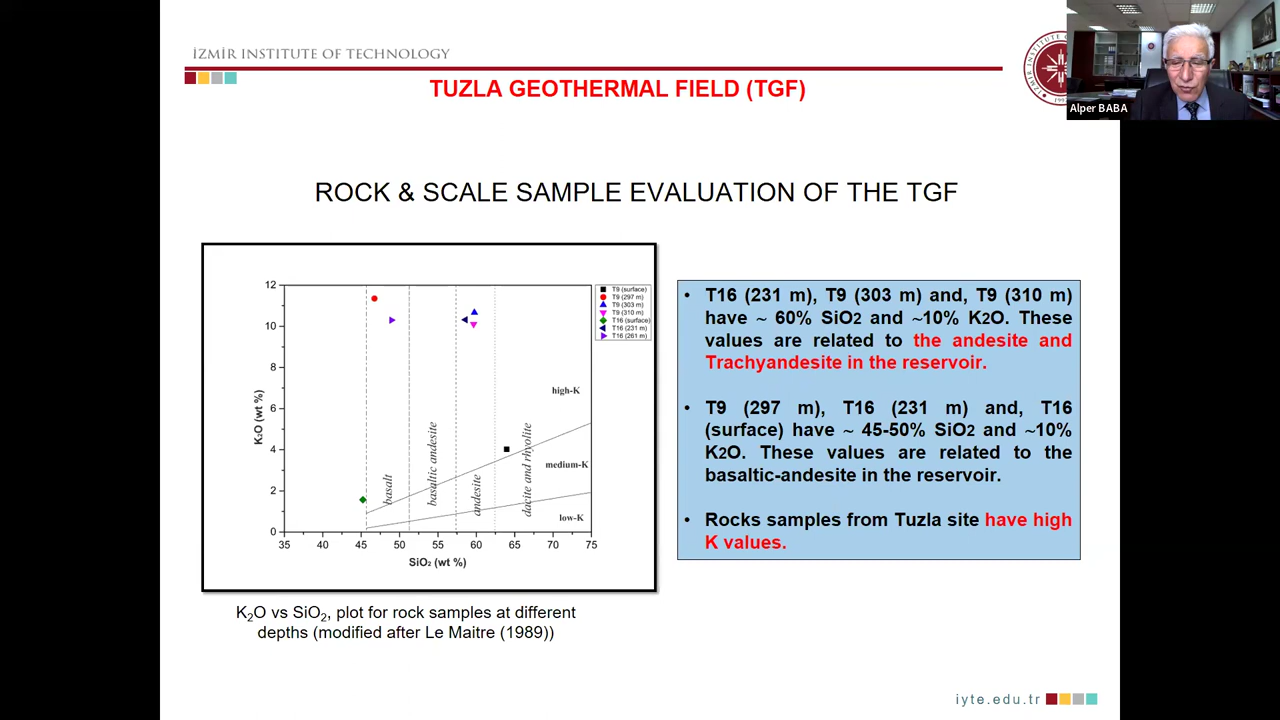 İZMİR INSTITUTE OF TECHNOLOGY
TUZLA GEOTHERMAL FIELD (TGF)
Alper BABA
ROCK & SCALE SAMPLE EVALUATION OF THE TGF
12
10
8
6
4
2
0
K2O (wt %)
35 40 45 50 55 60 65 70 75
SiO2 (wt %)
basalt
basaltic andesite
andesite
dacite and rhyolite
high-K
medium-K
low-K
T9 (surface)
T9 (297 m)
T9 (303 m)
T9 (310 m)
T16 (surface)
T16 (231 m)
T16 (261 m)
K2O vs SiO2, plot for rock samples at different
depths (modified after Le Maitre (1989))
• T16 (231 m), T9 (303 m) and, T9 (310 m)
have ~ 60% SiO2 and ~10% K2O. These
values are related to the andesite and
Trachyandesite in the reservoir.
• T9 (297 m), T16 (231 m) and, T16
(surface) have ~ 45-50% SiO2 and ~10%
K2O. These values are related to the
basaltic-andesite in the reservoir.
• Rocks samples from Tuzla site have high
K values.
iyte.edu.tr